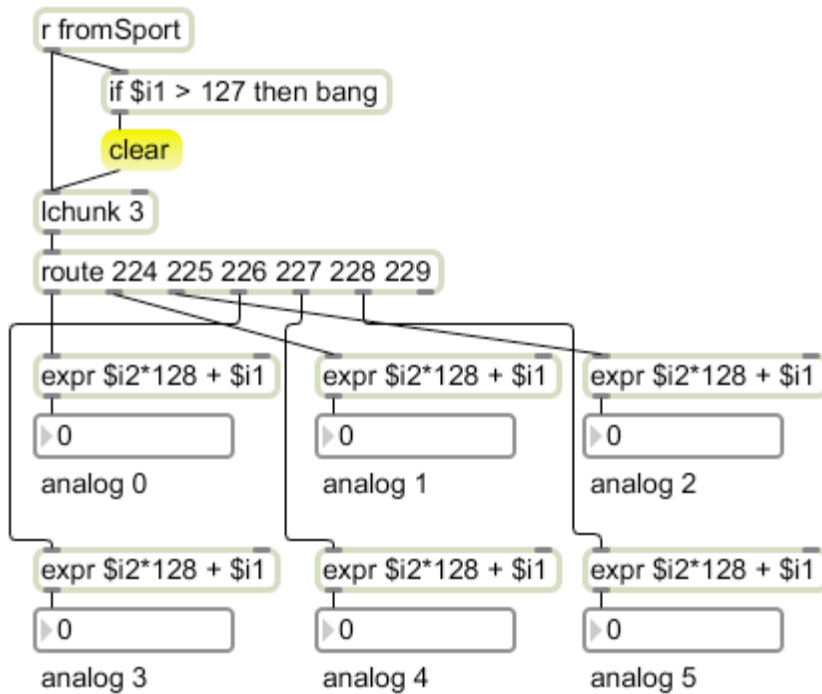 r fromSport
if $i1 > 127 then bang
clear
lchunk 3
route 224 225 226 227 228 229
expr $i2*128 + $i1
expr $i2*128 + $i1
expr $i2*128 + $i1
0
0
0
analog 0
analog 1
analog 2
expr $i2*128 + $i1
expr $i2*128 + $i1
expr $i2*128 + $i1
0
0
0
analog 3
analog 4
analog 5